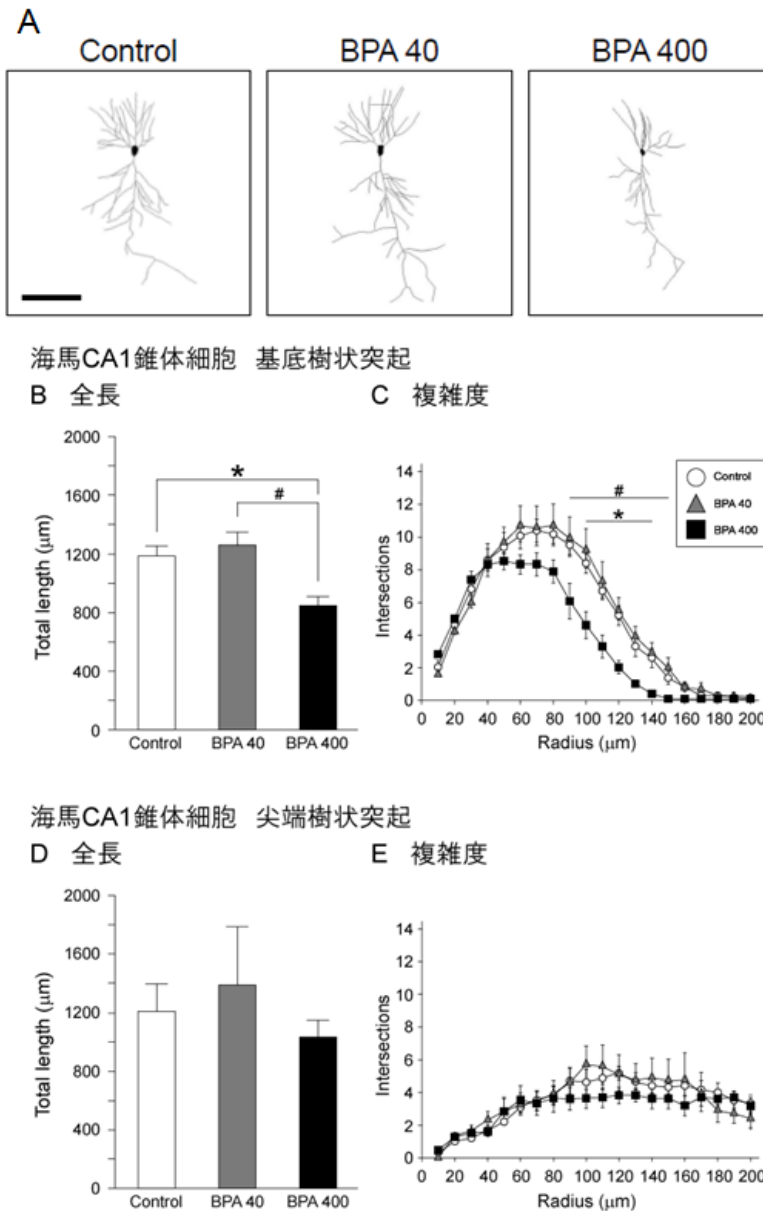 A
Control BPA 40 BPA 400
海馬CA1錐体細胞 基底樹状突起
B 全長
2000
1600
1200
800
400
0
Total length (μm)
*
#
Control BPA 40 BPA 400
C 複雑度
14
12
10
8
6
4
2
0
Intersections
#
*
Control
BPA 40
BPA 400
0 20 40 60 80 100 120 140 160 180 200
Radius (μm)
海馬CA1錐体細胞 尖端樹状突起
D 全長
2000
1600
1200
800
400
0
Total length (μm)
Control BPA 40 BPA 400
E 複雑度
14
12
10
8
6
4
2
0
Intersections
0 20 40 60 80 100 120 140 160 180 200
Radius (μm)